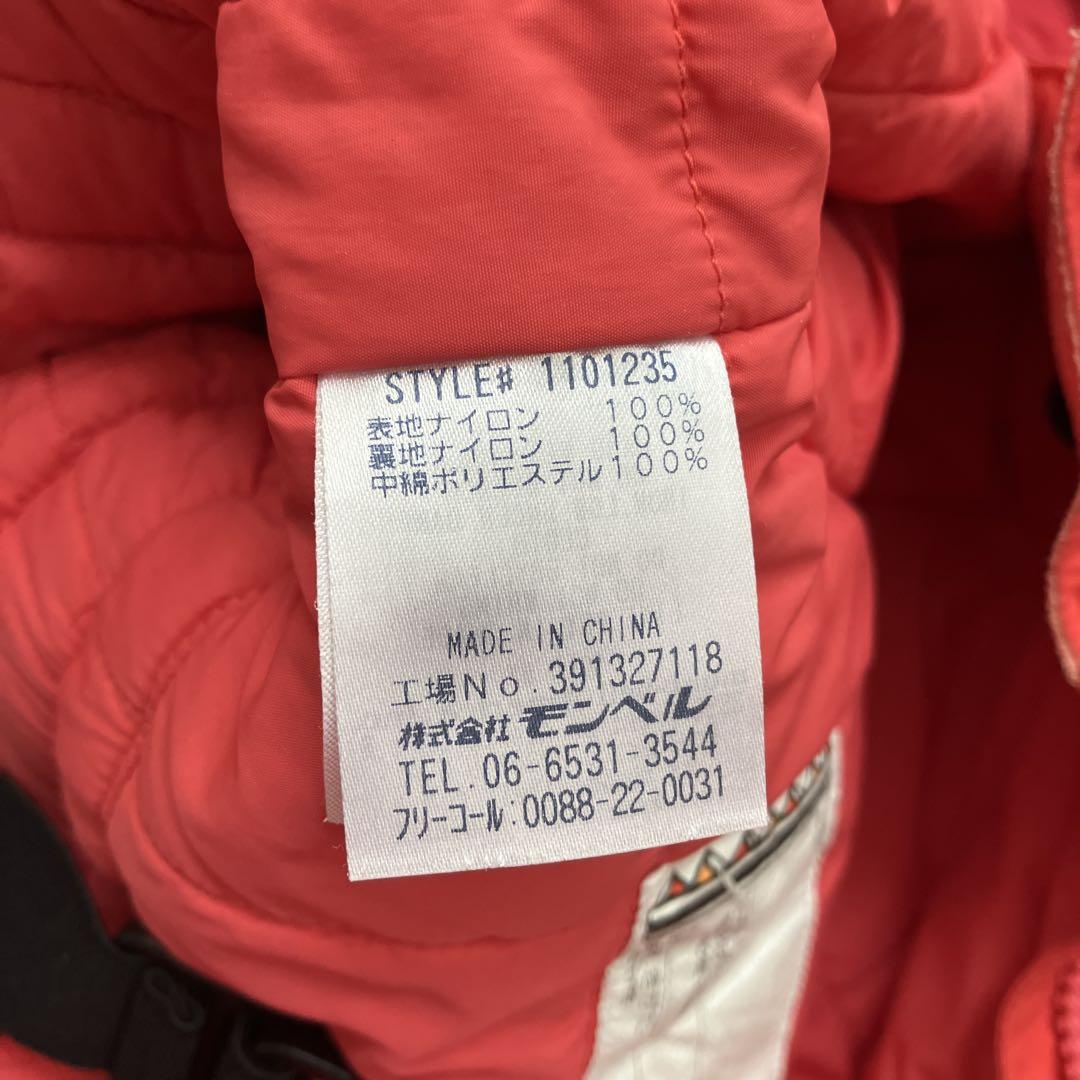 STYLE# 1101235
表地ナイロン 100%
裏地ナイロン 100%
中綿ポリエステル100%
MADE IN CHINA
工場No.391327118
株式会社 モンベル
TEL.06-6531-3544
フリーコール:0088-22-0031